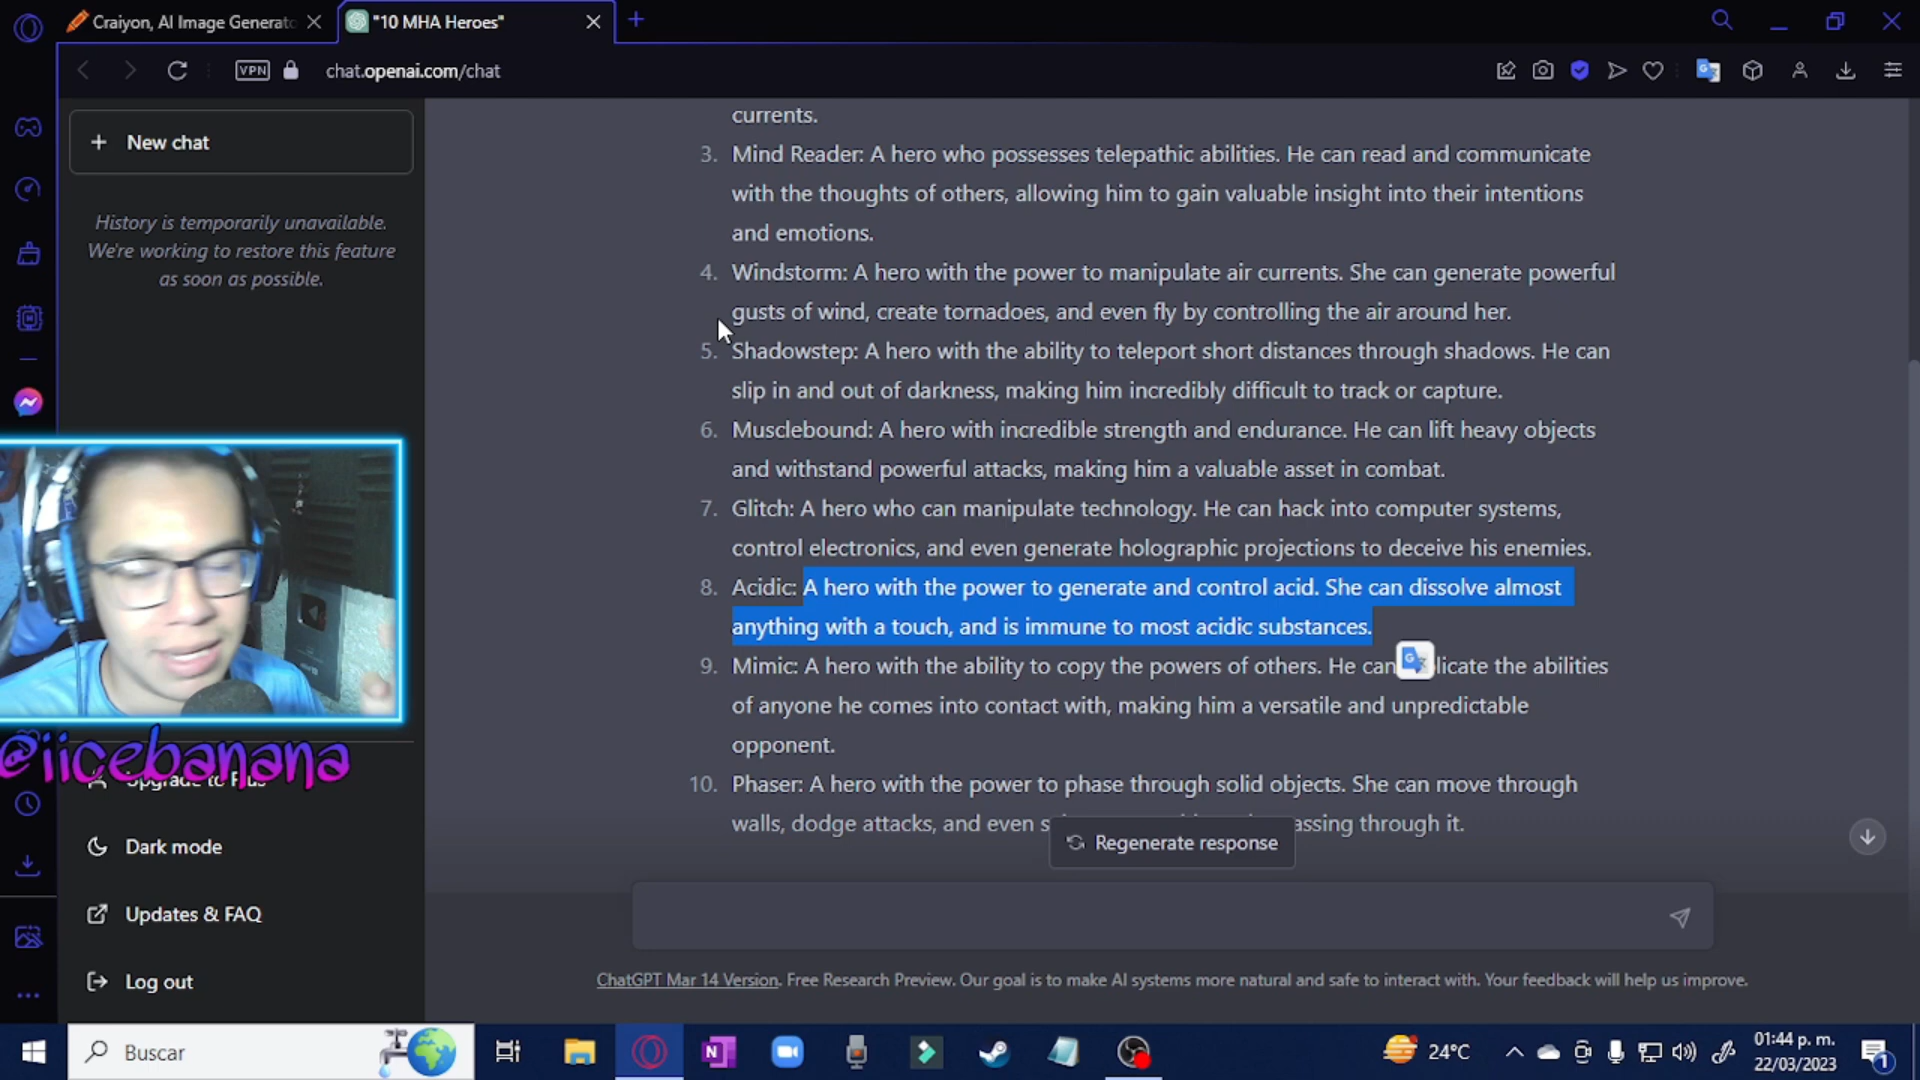 Craiyon, AI Image Generato
"10 MHA Heroes"
VPN
chat.openai.com/chat
New chat
History is temporarily unavailable.
We're working to restore this feature
as soon as possible.
currents.
3. Mind Reader: A hero who possesses telepathic abilities. He can read and communicate
with the thoughts of others, allowing him to gain valuable insight into their intentions
and emotions.
4. Windstorm: A hero with the power to manipulate air currents. She can generate powerful
gusts of wind, create tornadoes, and even fly by controlling the air around her.
5. Shadowstep: A hero with the ability to teleport short distances through shadows. He can
slip in and out of darkness, making him incredibly difficult to track or capture.
6. Musclebound: A hero with incredible strength and endurance. He can lift heavy objects
and withstand powerful attacks, making him a valuable asset in combat.
7. Glitch: A hero who can manipulate technology. He can hack into computer systems,
control electronics, and even generate holographic projections to deceive his enemies.
8. Acidic: A hero with the power to generate and control acid. She can dissolve almost
anything with a touch, and is immune to most acidic substances.
9. Mimic: A hero with the ability to copy the powers of others. He can licate the abilities
of anyone he comes into contact with, making him a versatile and unpredictable
opponent.
10. Phaser: A hero with the power to phase through solid objects. She can move through
walls, dodge attacks, and even assing through it.
Regenerate response
@iicebanana
Upgrade to Plus
Dark mode
Updates & FAQ
Log out
ChatGPT Mar 14 Version. Free Research Preview. Our goal is to make AI systems more natural and safe to interact with. Your feedback will help us improve.
Buscar
24°C
01:44 p. m.
22/03/2023
1